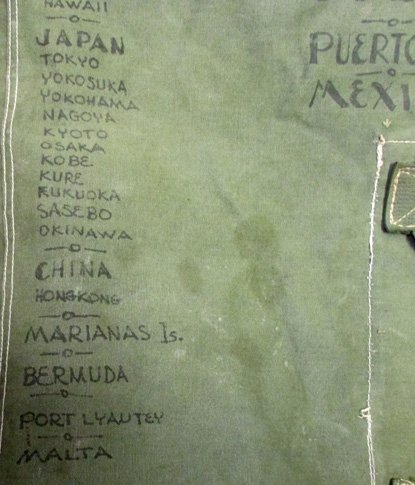 HAWAII
JAPAN
TOKYO
YOKOSUKA
YOKOHAMA
NAGOYA
KYOTO
OSAKA
KOBE
KURE
FUKUOKA
SASEBO
OKINAWA
CHINA
HONGKONG
MARIANAS Is.
BERMUDA
PORT LYAUTEY
MALTA
PUERTO
MEXI